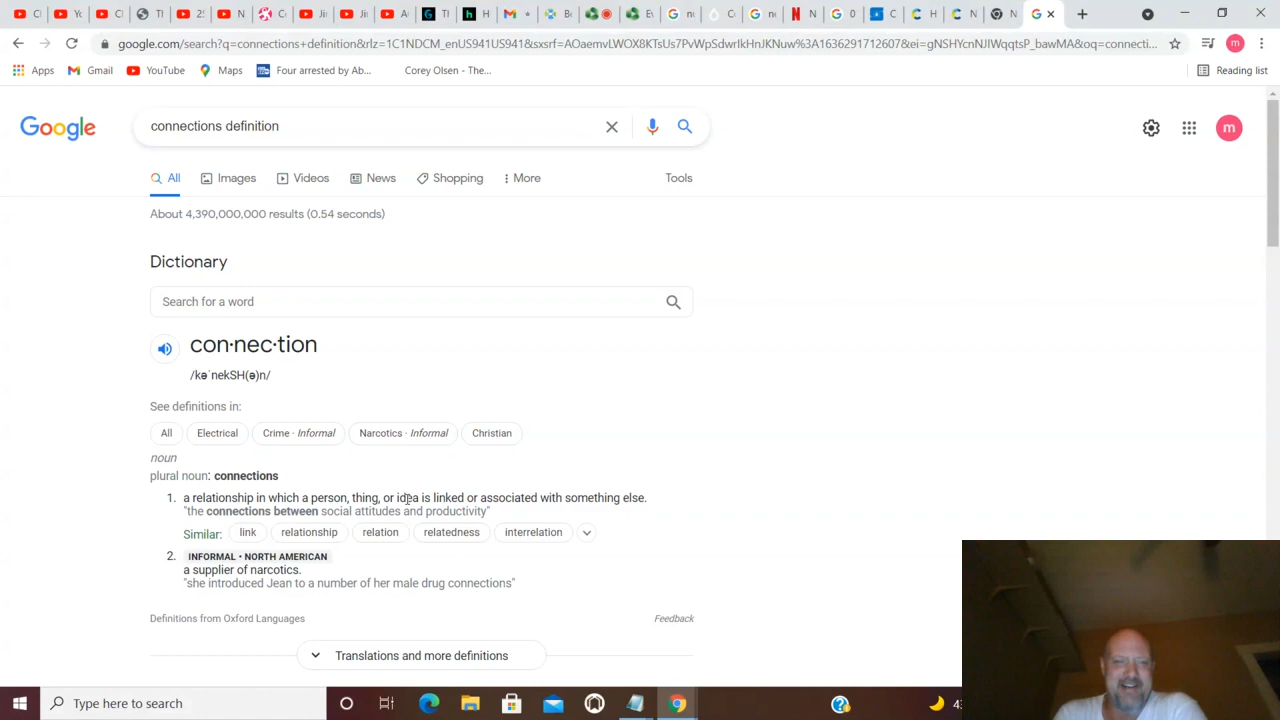 google.com/search?q=connections+definition&rlz=1C1NDCM_enUS941US941&sxsrf=AOaemvLWOX8KTsUs7PvWpSdwrIkHnJKNuw%3A1636291712607&ei=gNSHYcnNJIWqqtsP_bawMA&oq=connecti...
Apps Gmail YouTube Maps Four arrested by Ab... Corey Olsen - The... Reading list
Google connections definition m
All Images Videos News Shopping More Tools
About 4,390,000,000 results (0.54 seconds)
Dictionary
Search for a word
con·nec·tion
/kəˈnekSH(ə)n/
See definitions in:
All Electrical Crime · Informal Narcotics · Informal Christian
noun
plural noun: connections
1. a relationship in which a person, thing, or idea is linked or associated with something else.
"the connections between social attitudes and productivity"
Similar: link relationship relation relatedness interrelation
2. INFORMAL • NORTH AMERICAN
a supplier of narcotics.
"she introduced Jean to a number of her male drug connections"
Definitions from Oxford Languages Feedback
Translations and more definitions
Type here to search